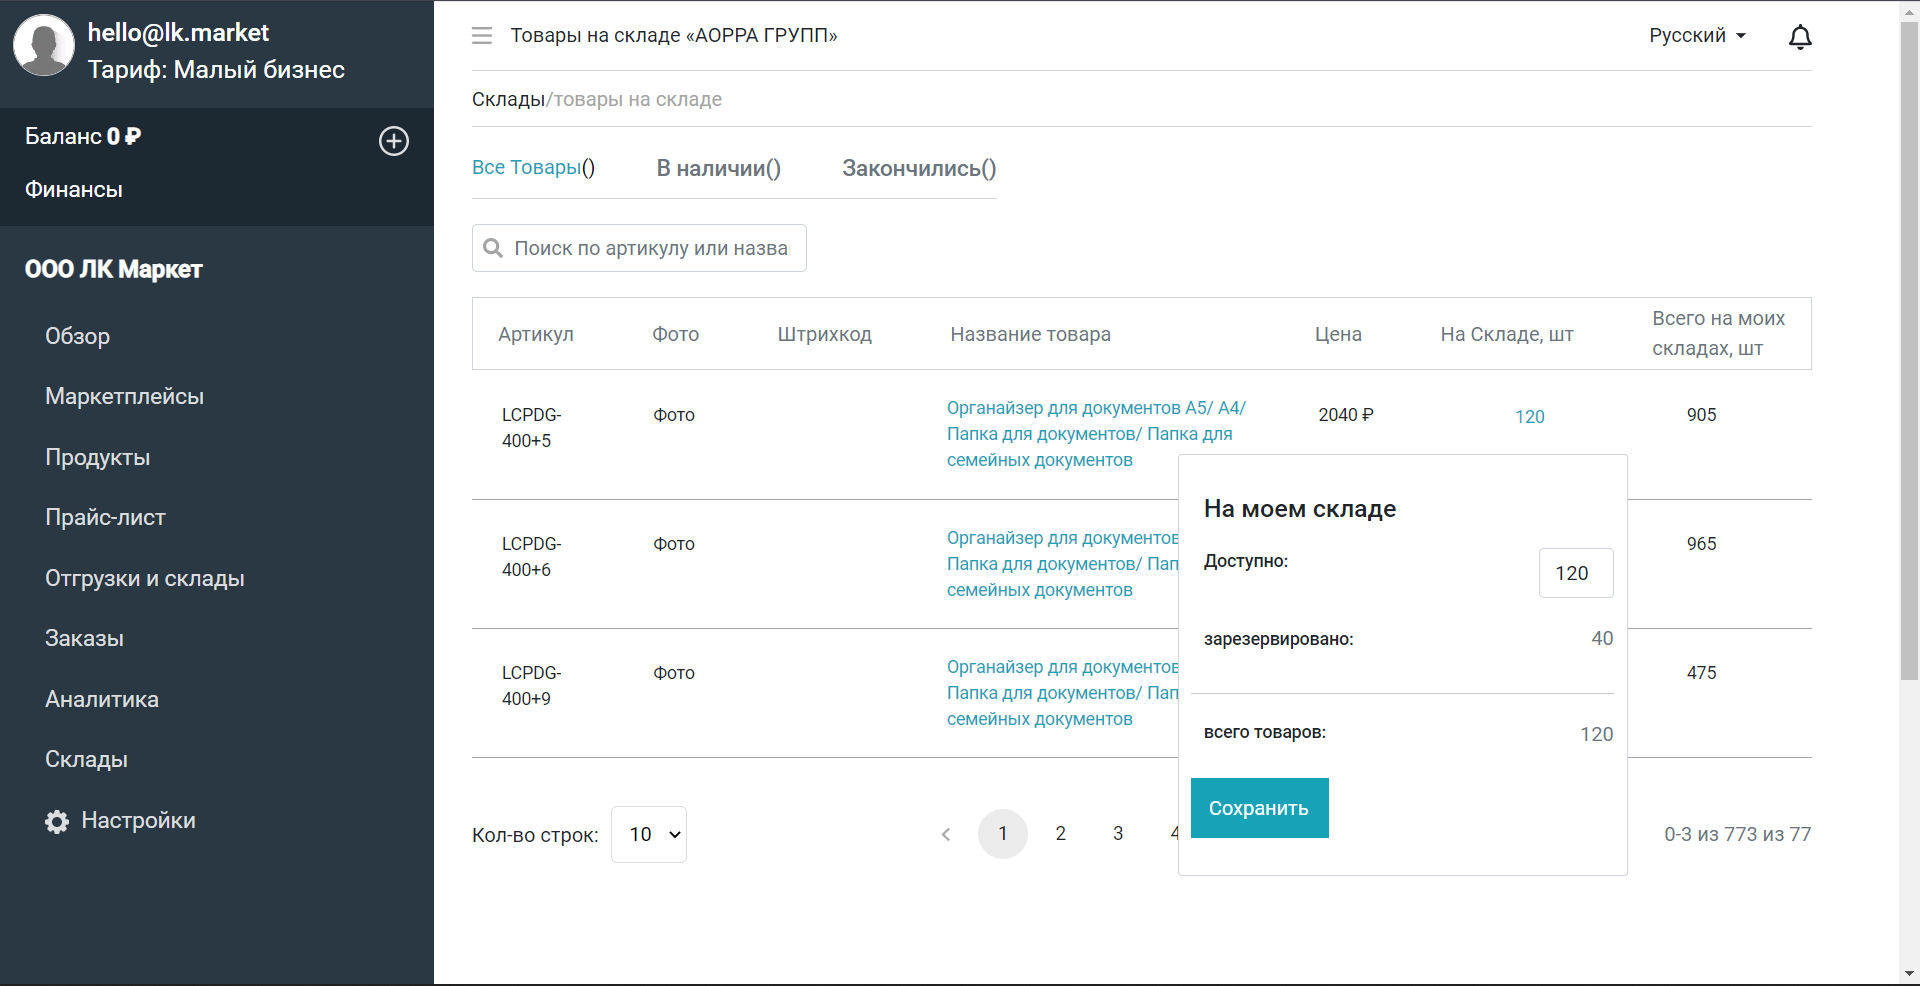 hello@lk.market
Тариф: Малый бизнес
Баланс 0 ₽
Финансы
ООО ЛК Маркет
Обзор
Маркетплейсы
Продукты
Прайс-лист
Отгрузки и склады
Заказы
Аналитика
Склады
Настройки
Товары на складе «АОРРА ГРУПП»
Русский
Склады/товары на складе
Все Товары()
В наличии()
Закончились()
Поиск по артикулу или назва
Артикул
Фото
Штрихкод
Название товара
Цена
На Складе, шт
Всего на моих
складах, шт
LCPDG-
400+5
Фото
Органайзер для документов А5/ А4/
Папка для документов/ Папка для
семейных документов
2040 ₽
120
905
LCPDG-
400+6
Фото
Органайзер для документов
Папка для документов/ Пап
семейных документов
965
LCPDG-
400+9
Фото
Органайзер для документов
Папка для документов/ Пап
семейных документов
475
На моем складе
Доступно:
120
зарезервировано:
40
всего товаров:
120
Сохранить
Кол-во строк:
10
1
2
3
4
0-3 из 773 из 77